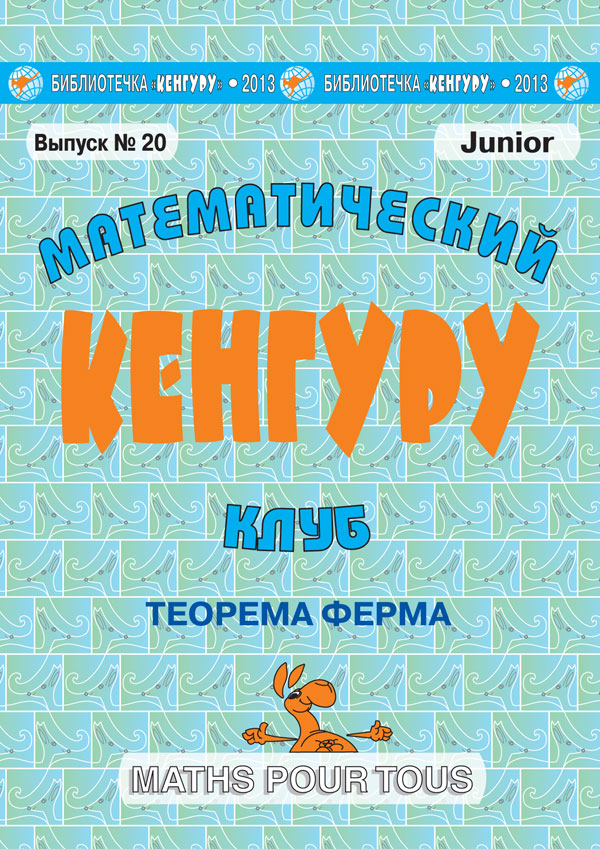 БИБЛИОТЕЧКА «КЕНГУРУ» • 2013 БИБЛИОТЕЧКА «КЕНГУРУ» • 2013
Выпуск № 20 Junior
МАТЕМАТИЧЕСКИЙ
КЕНГУРУ
КЛУБ
ТЕОРЕМА ФЕРМА
MATHS POUR TOUS